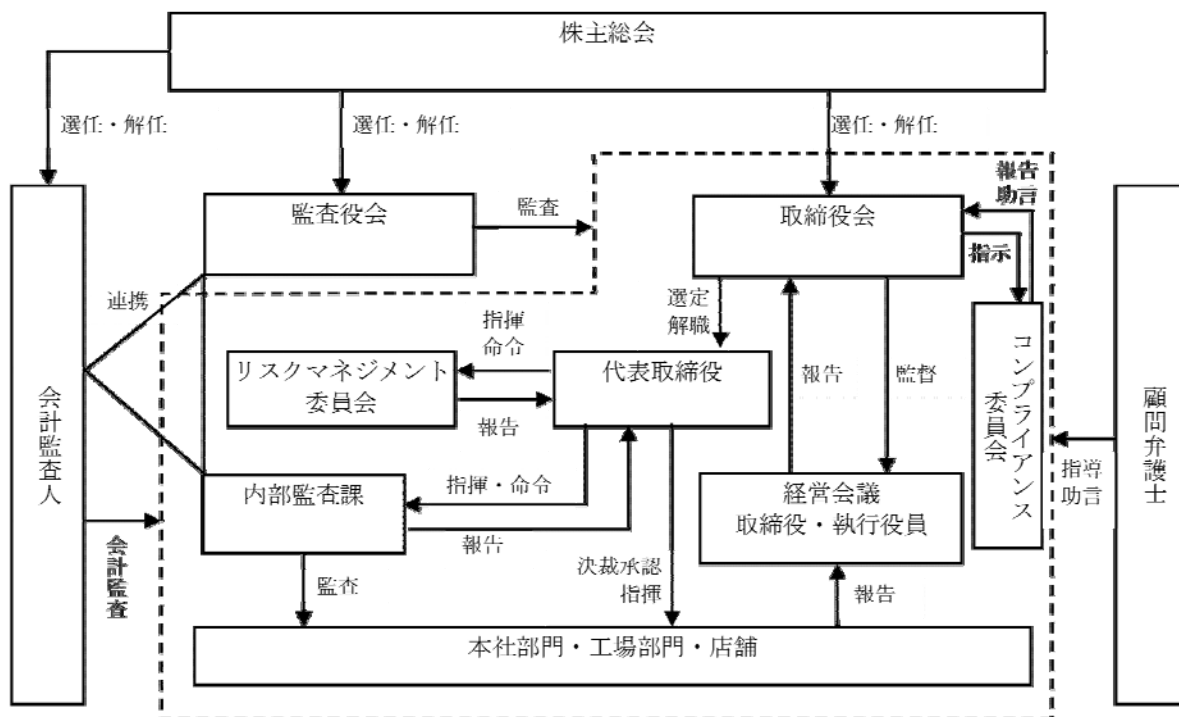 株主総会
選任・解任
選任・解任
選任・解任
監査役会
監査
取締役会
報告
助言
指示
連携
選定
解職
指揮
命令
リスクマネジメント
委員会
報告
代表取締役
報告
監督
コンプライアンス
委員会
会計監査人
顧問弁護士
指導
助言
内部監査課
指揮・命令
報告
経営会議
取締役・執行役員
会計監査
監査
決裁承認
指揮
報告
本社部門・工場部門・店舗